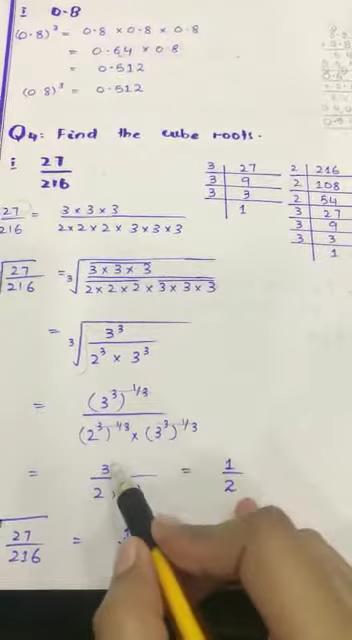 i 0.8
(0.8)³ = 0.8 × 0.8 × 0.8
= 0.64 × 0.8
= 0.512
(0.8)³ = 0.512
Q4: Find the cube roots.
i 27/216
3 | 27
3 | 9
3 | 3
1
2 | 216
2 | 108
2 | 54
3 | 27
3 | 9
3 | 3
1
27/216 = 3 × 3 × 3 / 2 × 2 × 2 × 3 × 3 × 3
√27/216 = ³√3 × 3 × 3 / 2 × 2 × 2 × 3 × 3 × 3
= ³√3³ / 2³ × 3³
= (3³)^1/3 / (2³)^1/3 × (3³)^1/3
= 3 / 2 = 1/2
√27/216 =